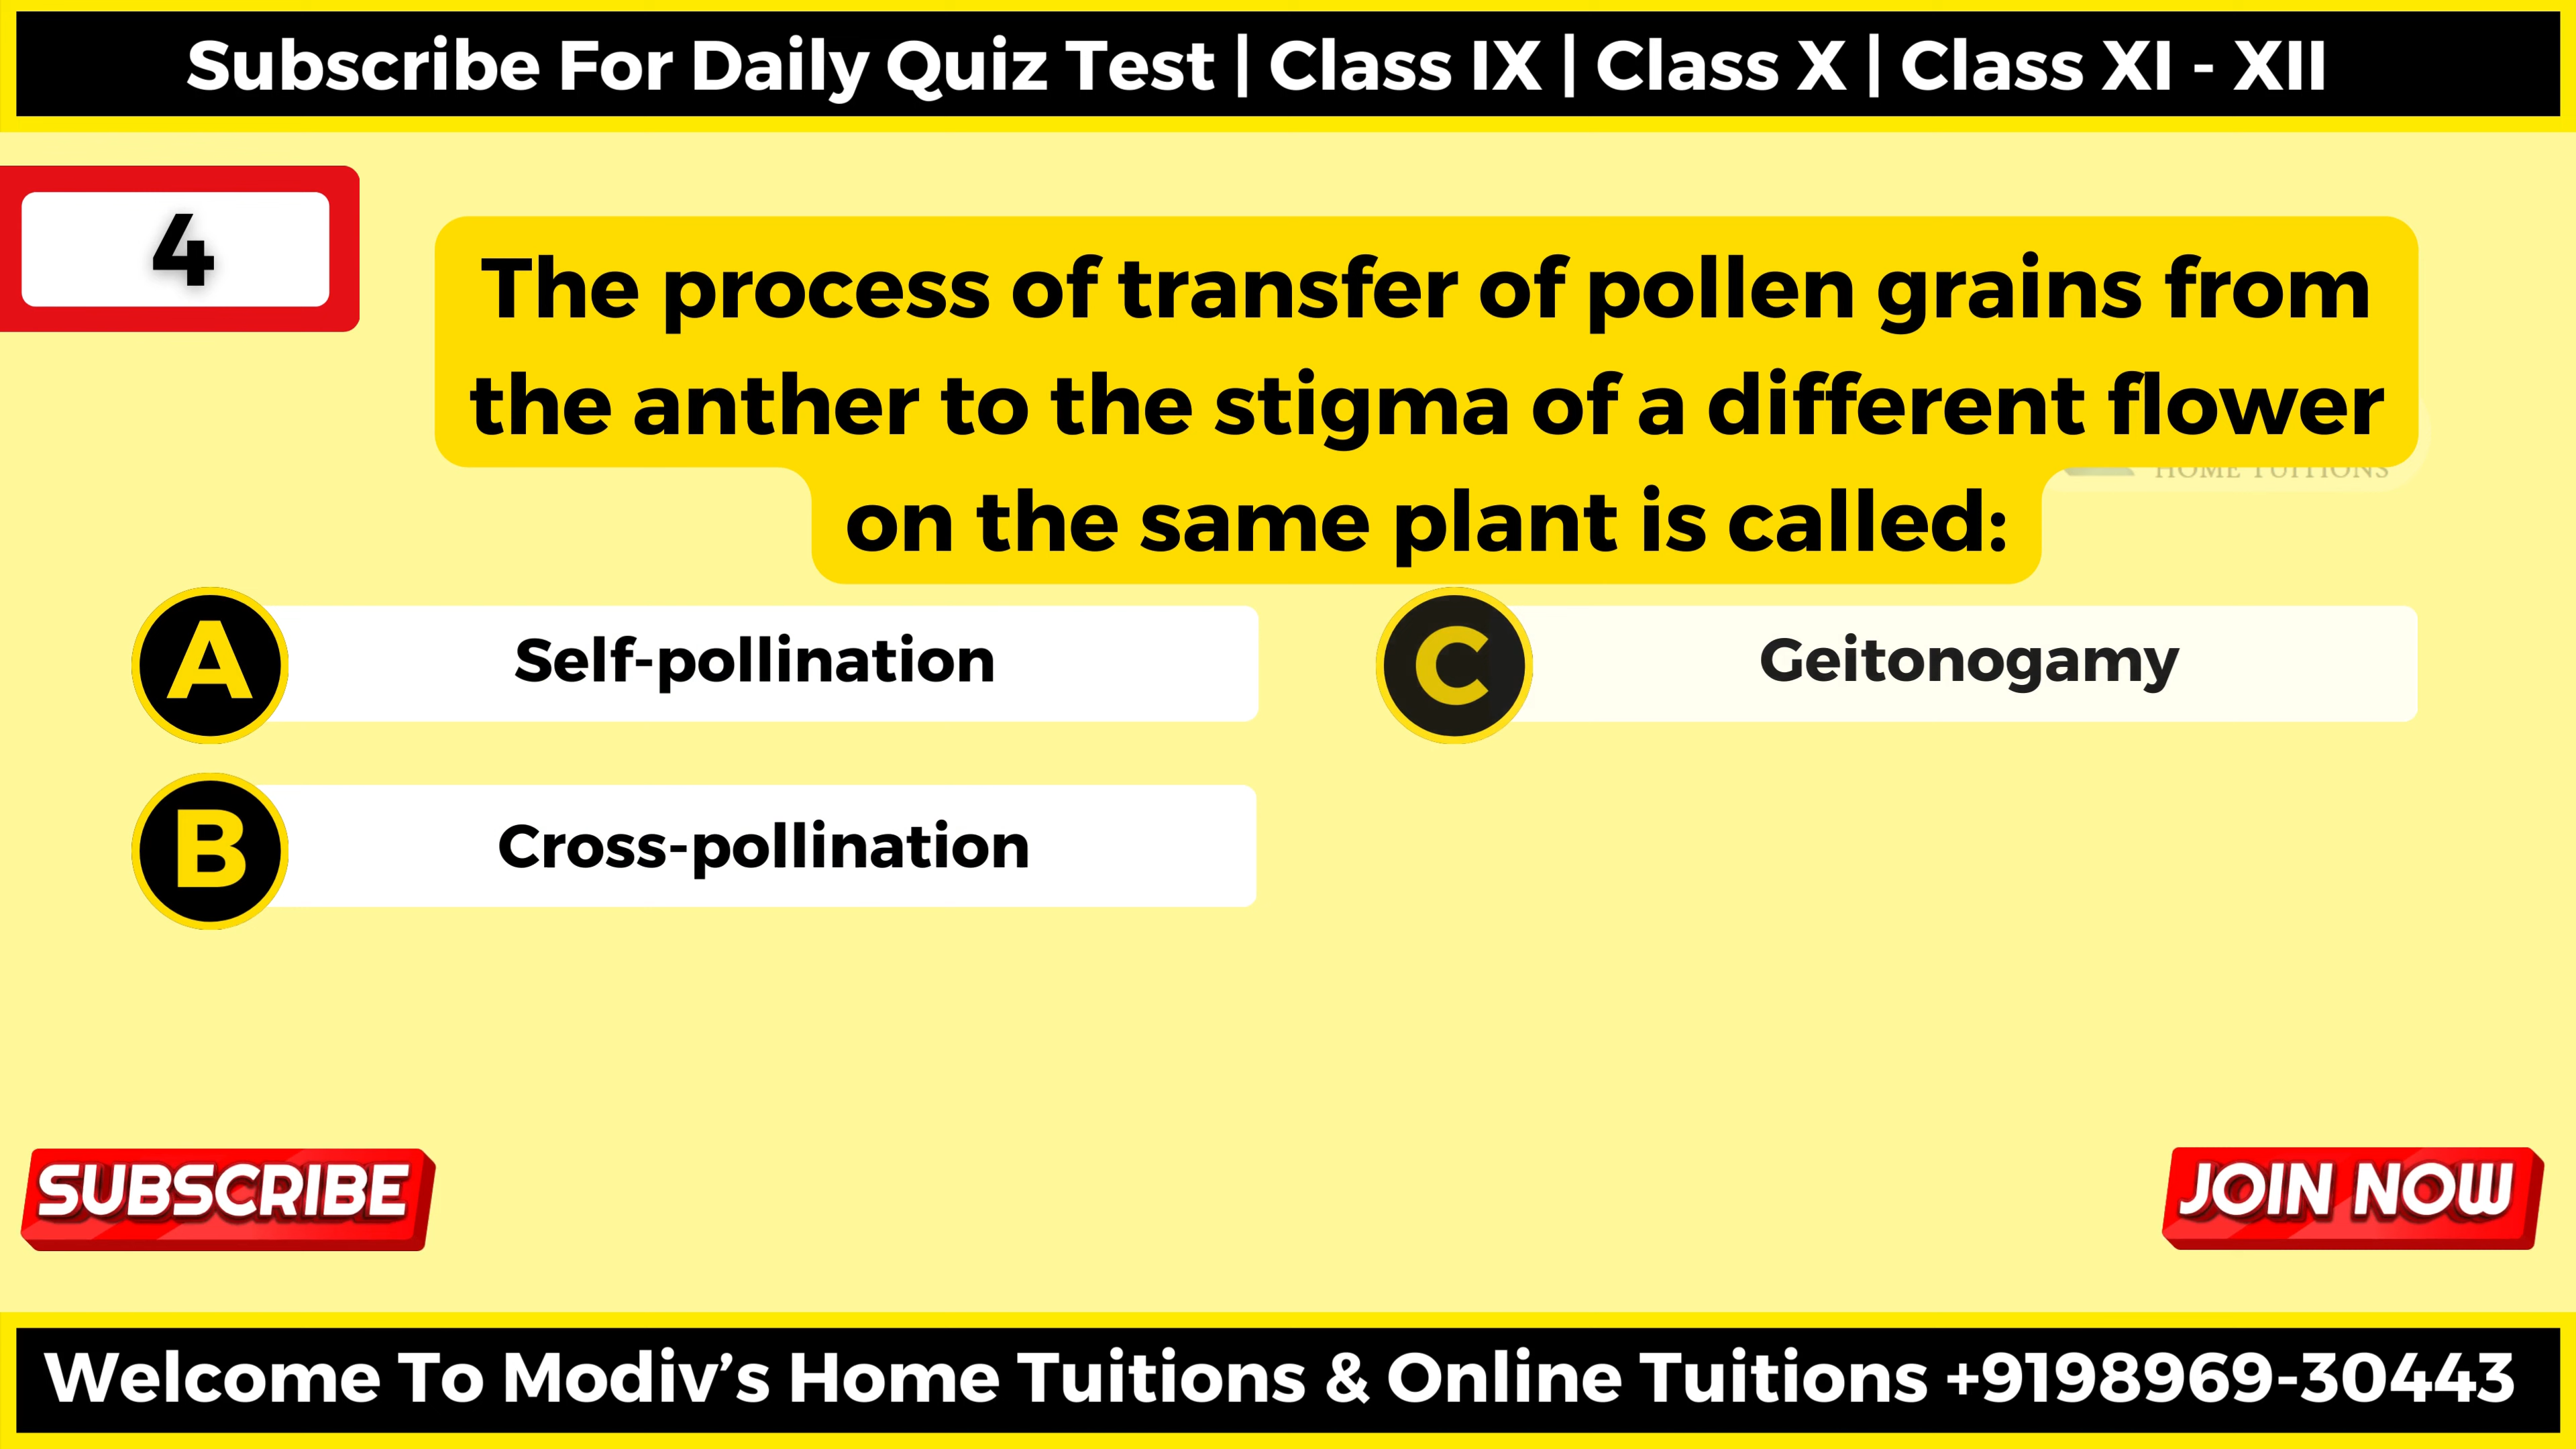 Subscribe For Daily Quiz Test | Class IX | Class X | Class XI - XII
4
The process of transfer of pollen grains from
the anther to the stigma of a different flower
on the same plant is called:
HOME TUITIONS
A
Self-pollination
C
Geitonogamy
B
Cross-pollination
SUBSCRIBE
JOIN NOW
Welcome To Modiv’s Home Tuitions & Online Tuitions +9198969-30443